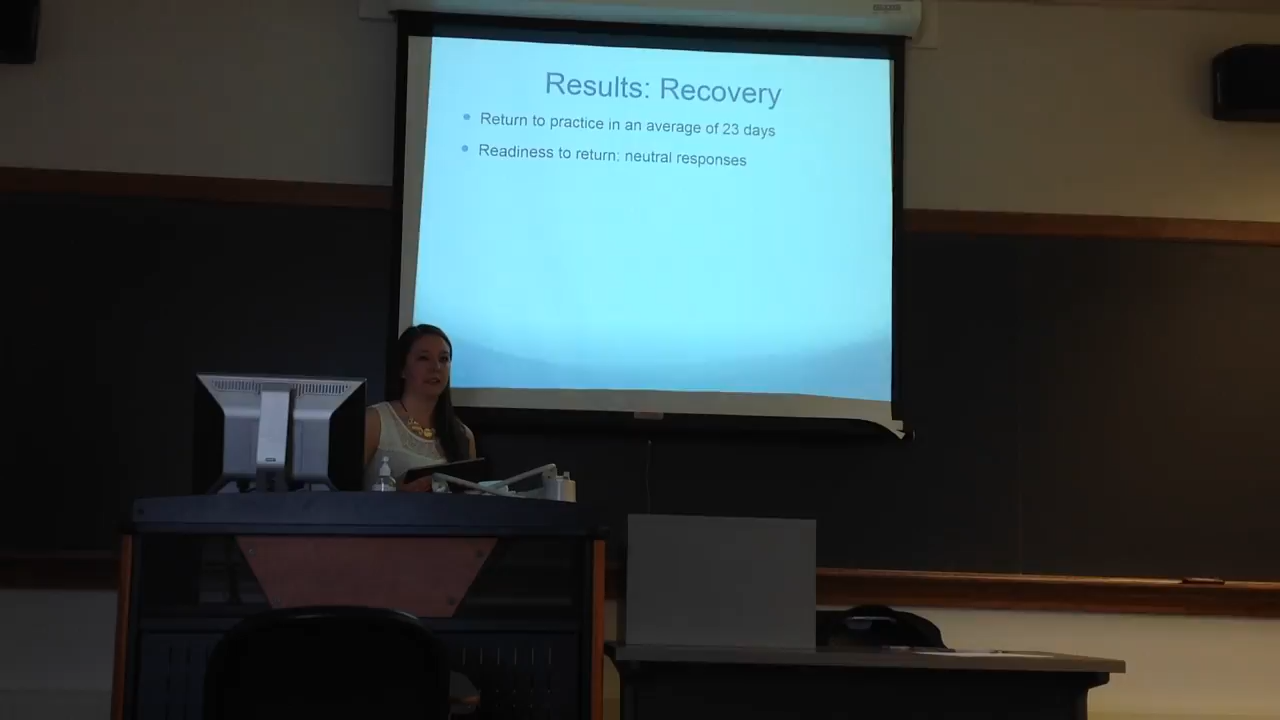 Results: Recovery
Return to practice in an average of 23 days
Readiness to return: neutral responses